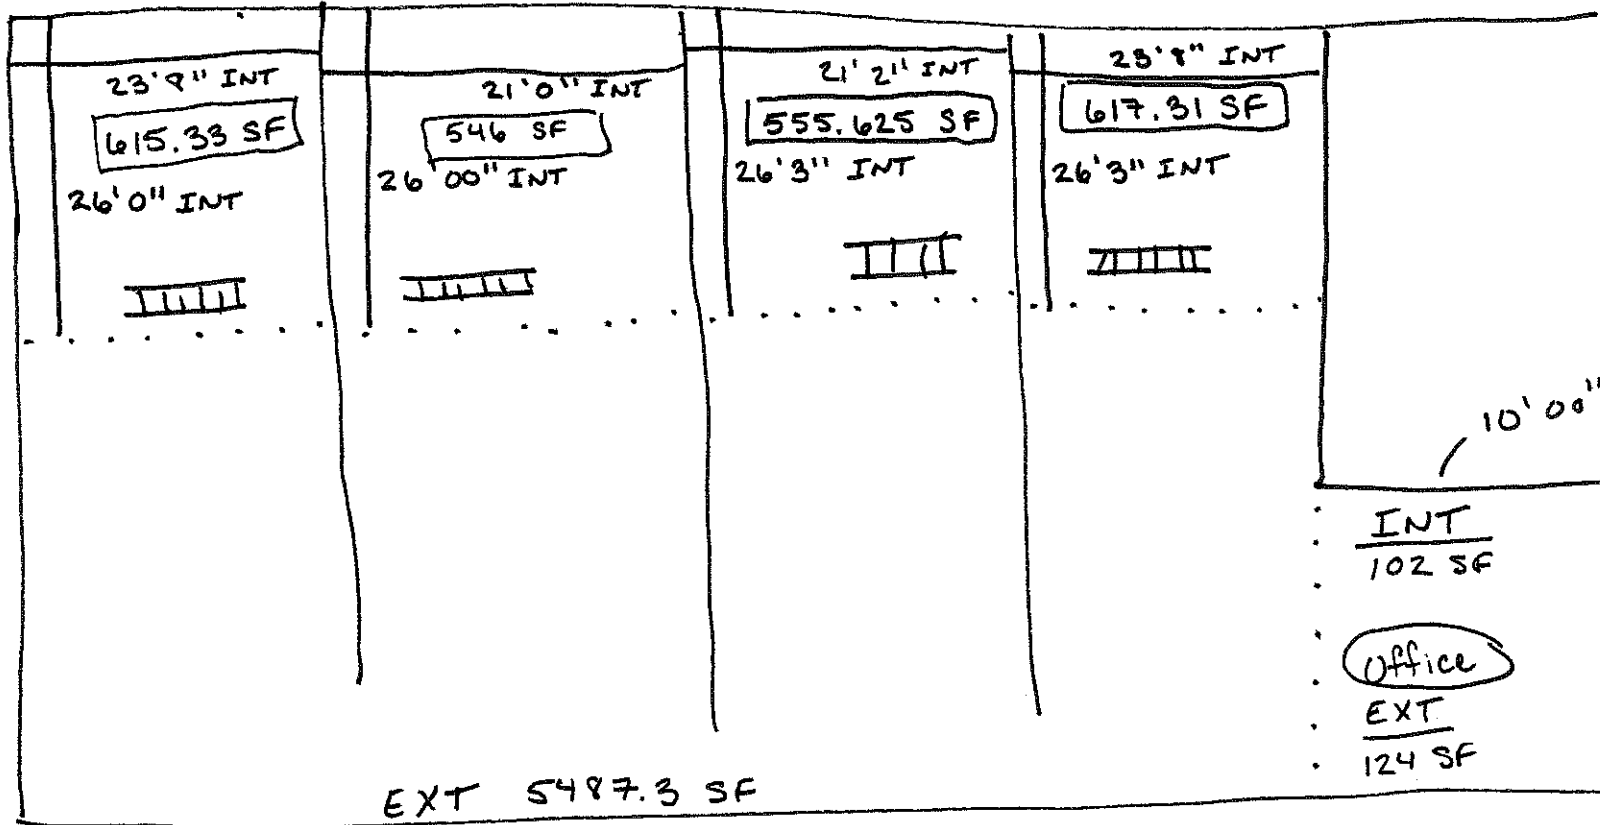 23'8" INT
615.33 SF
26'0" INT
21'0" INT
546 SF
26'00" INT
21'2" INT
555.625 SF
26'3" INT
23'8" INT
617.31 SF
26'3" INT
10'00"
INT
102 SF
Office
EXT
124 SF
EXT 5487.3 SF